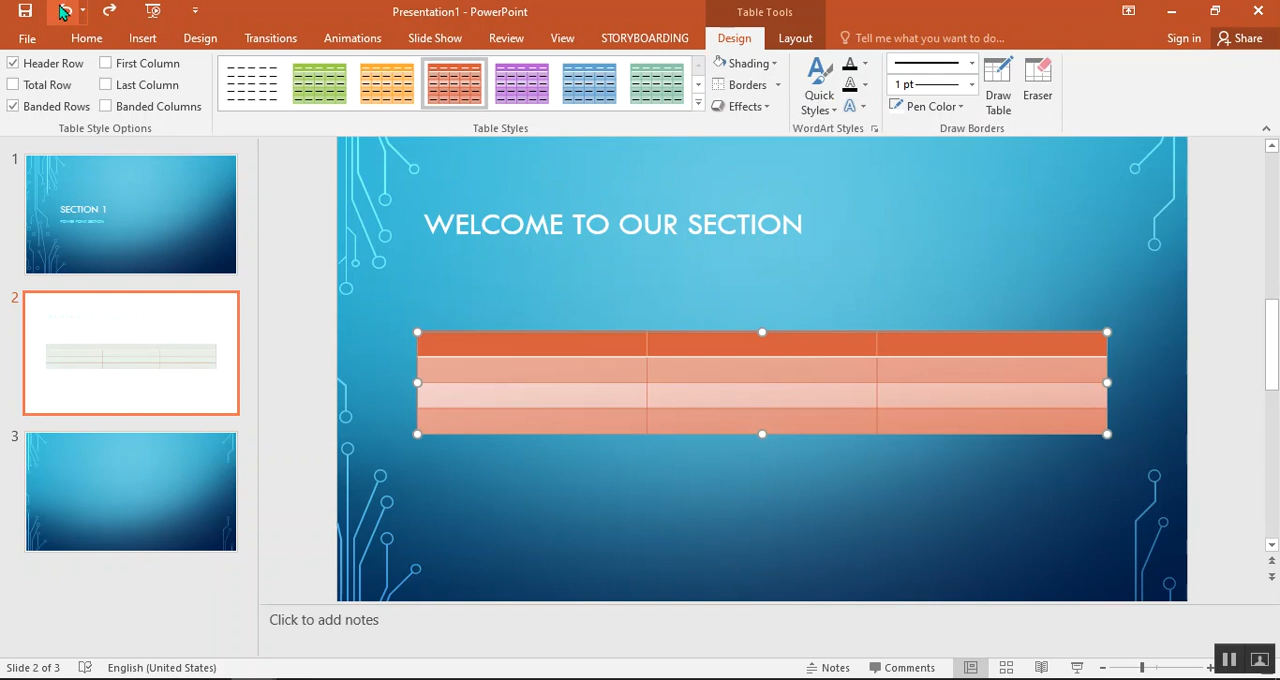 Presentation1 - PowerPoint
Table Tools
File Home Insert Design Transitions Animations Slide Show Review View STORYBOARDING Design Layout Tell me what you want to do... Sign in Share
Header Row First Column
Total Row Last Column
Banded Rows Banded Columns
Table Style Options
Table Styles
Shading
Borders
Effects
Quick Styles
WordArt Styles
1 pt
Pen Color
Draw Table
Eraser
Draw Borders
1
SECTION 1
POWER POINT SECTION
2
3
WELCOME TO OUR SECTION
Click to add notes
Slide 2 of 3 English (United States) Notes Comments